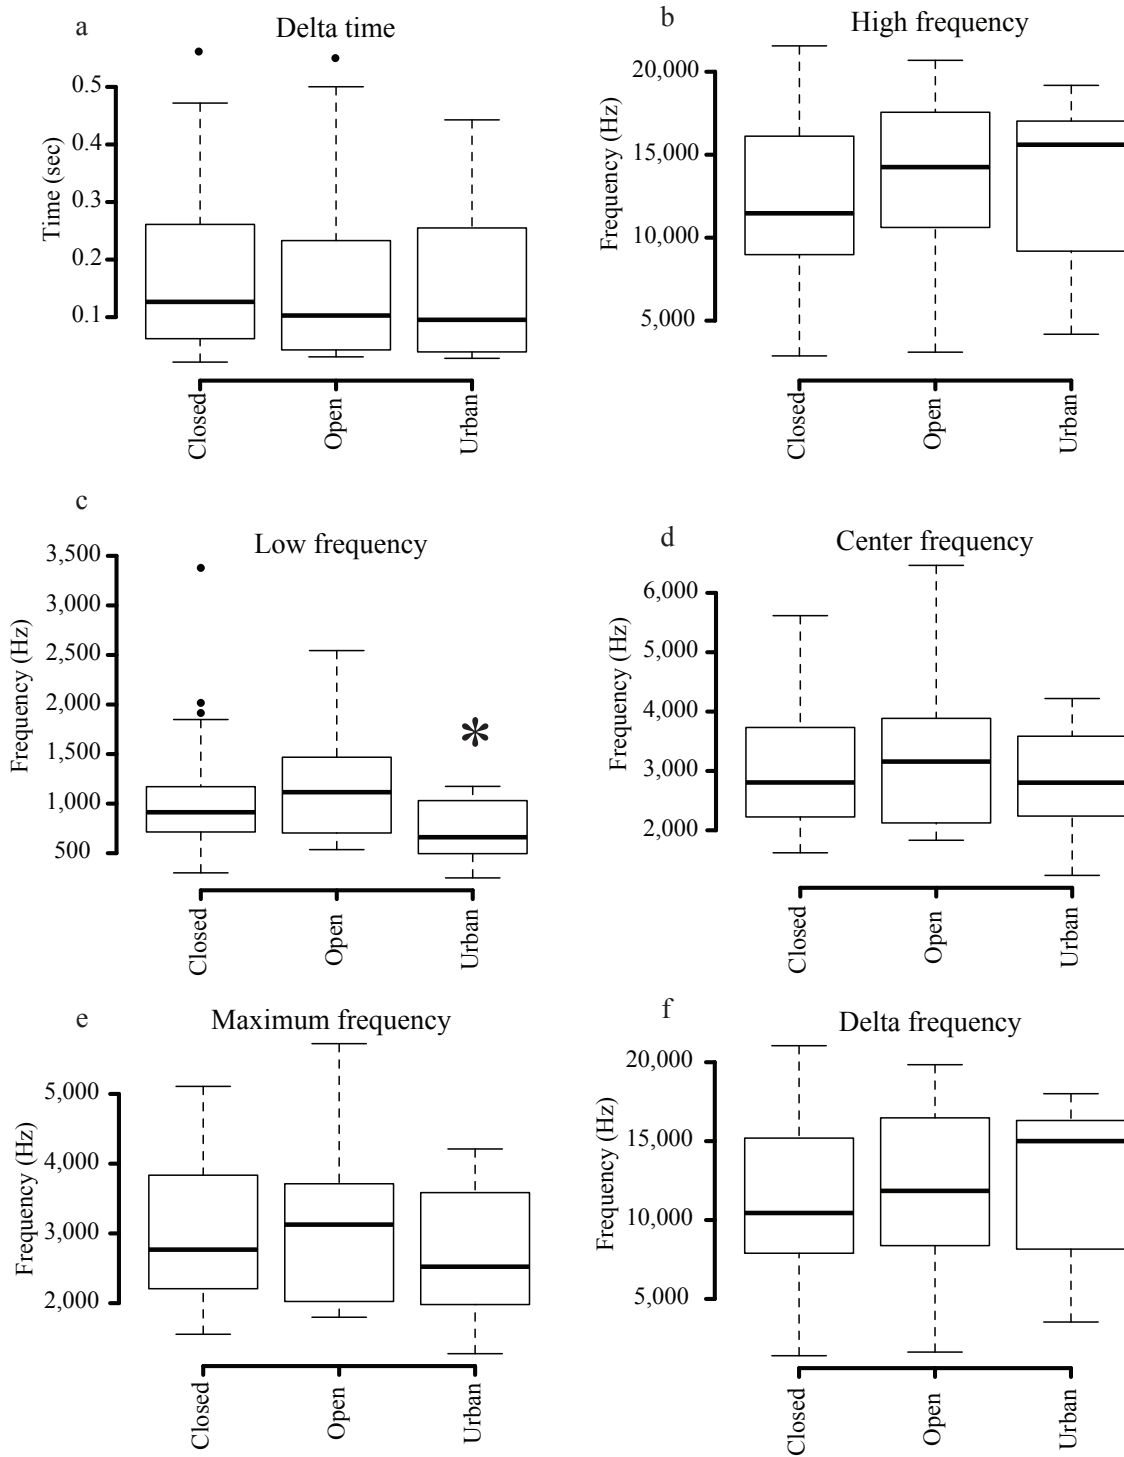 a
Delta time
Time (sec)
0.5
0.4
0.3
0.2
0.1
Closed
Open
Urban
b
High frequency
Frequency (Hz)
20,000
15,000
10,000
5,000
Closed
Open
Urban
c
Low frequency
Frequency (Hz)
3,500
3,000
2,500
2,000
1,500
1,000
500
*
Closed
Open
Urban
d
Center frequency
Frequency (Hz)
6,000
5,000
4,000
3,000
2,000
Closed
Open
Urban
e
Maximum frequency
Frequency (Hz)
5,000
4,000
3,000
2,000
Closed
Open
Urban
f
Delta frequency
Frequency (Hz)
20,000
15,000
10,000
5,000
Closed
Open
Urban